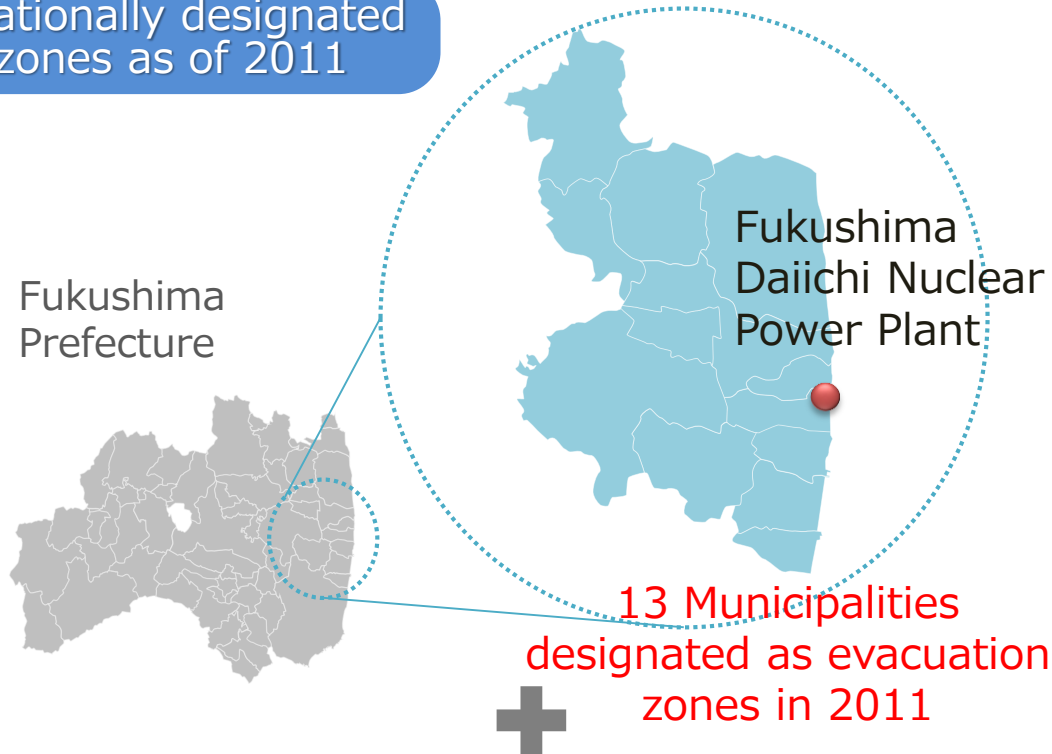 ationally designated
zones as of 2011
Fukushima
Daiichi Nuclear
Power Plant
Fukushima
Prefecture
13 Municipalities
designated as evacuation
zones in 2011